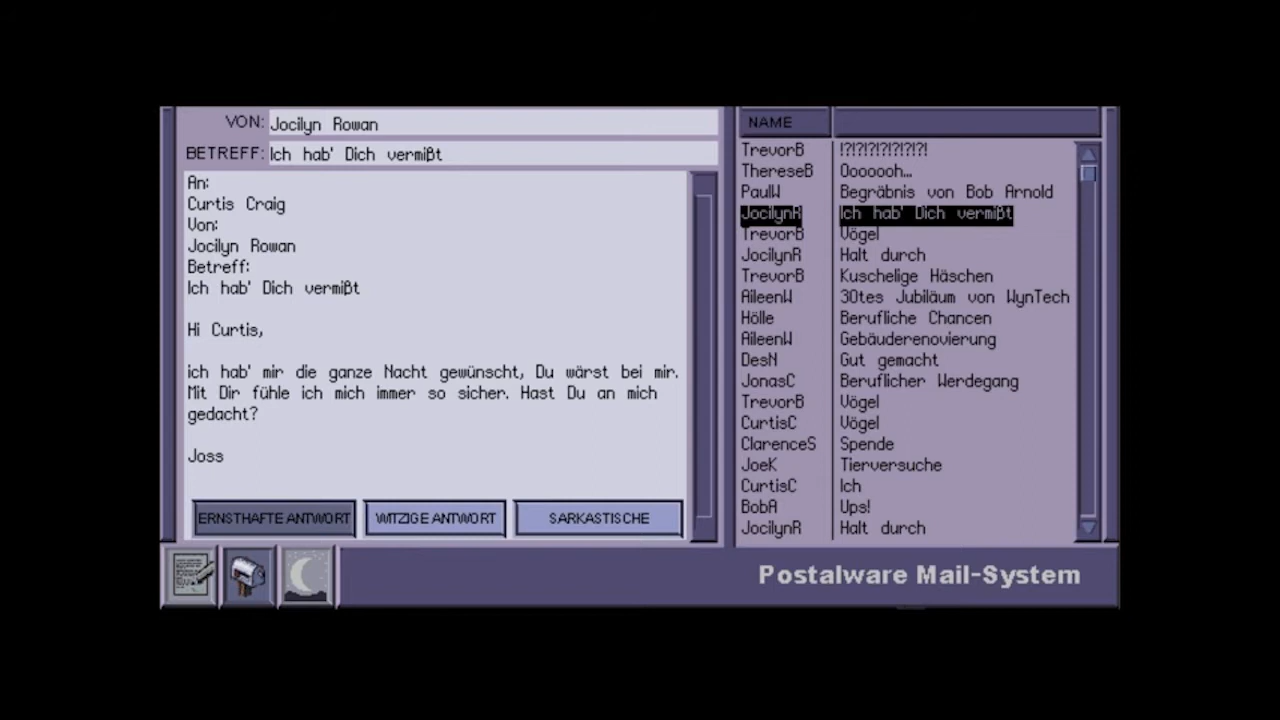 VON: Jocilyn Rowan
BETREFF: Ich hab' Dich vermißt
An:
Curtis Craig
Von:
Jocilyn Rowan
Betreff:
Ich hab' Dich vermißt
Hi Curtis,
ich hab' mir die ganze Nacht gewünscht, Du wärst bei mir.
Mit Dir fühle ich mich immer so sicher. Hast Du an mich
gedacht?
Joss
ERNSTHAFTE ANTWORT WITZIGE ANTWORT SARKASTISCHE
NAME
TrevorB !?!?!?!?!?!?!?!
ThereseB Ooooooh...
PaulW Begräbnis von Bob Arnold
JocilynR Ich hab' Dich vermißt
TrevorB Vögel
JocilynR Halt durch
TrevorB Kuschelige Häschen
AileenW 30tes Jubiläum von WynTech
Hölle Berufliche Chancen
AileenW Gebäuderenovierung
DesN Gut gemacht
JonasC Beruflicher Werdegang
TrevorB Vögel
CurtisC Vögel
ClarenceS Spende
JoeK Tierversuche
CurtisC Ich
BobA Ups!
JocilynR Halt durch
Postalware Mail-System